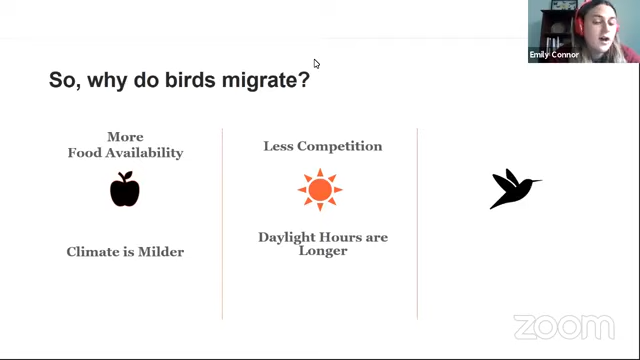 Emily Connor
So, why do birds migrate?
More
Food Availability
Climate is Milder
Less Competition
Daylight Hours are
Longer
zoom